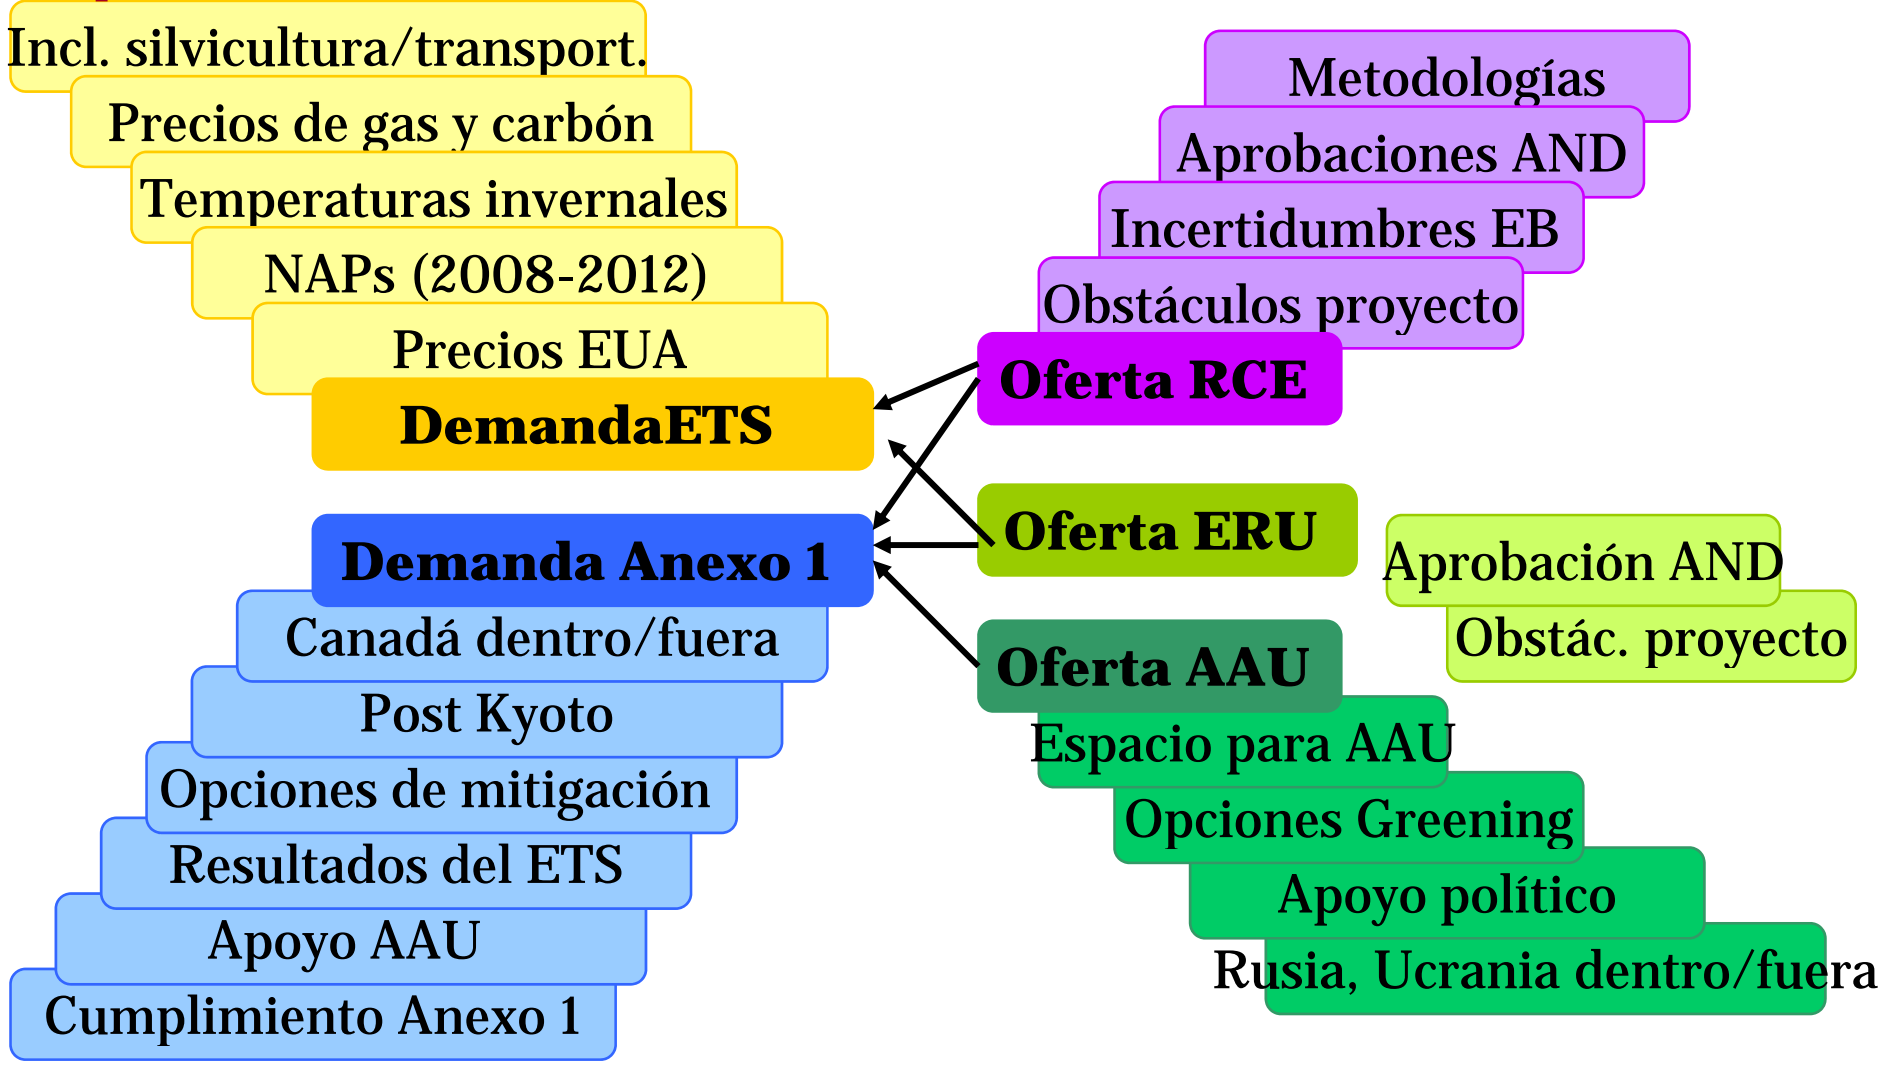 Incl. silvicultura/transport.
Precios de gas y carbón
Temperaturas invernales
NAPs (2008-2012)
Precios EUA
DemandaETS
Demanda Anexo 1
Canadá dentro/fuera
Post Kyoto
Opciones de mitigación
Resultados del ETS
Apoyo AAU
Cumplimiento Anexo 1
Metodologías
Aprobaciones AND
Incertidumbres EB
Obstáculos proyecto
Oferta RCE
Oferta ERU
Aprobación AND
Obstác. proyecto
Oferta AAU
Espacio para AAU
Opciones Greening
Apoyo político
Rusia, Ucrania dentro/fuera